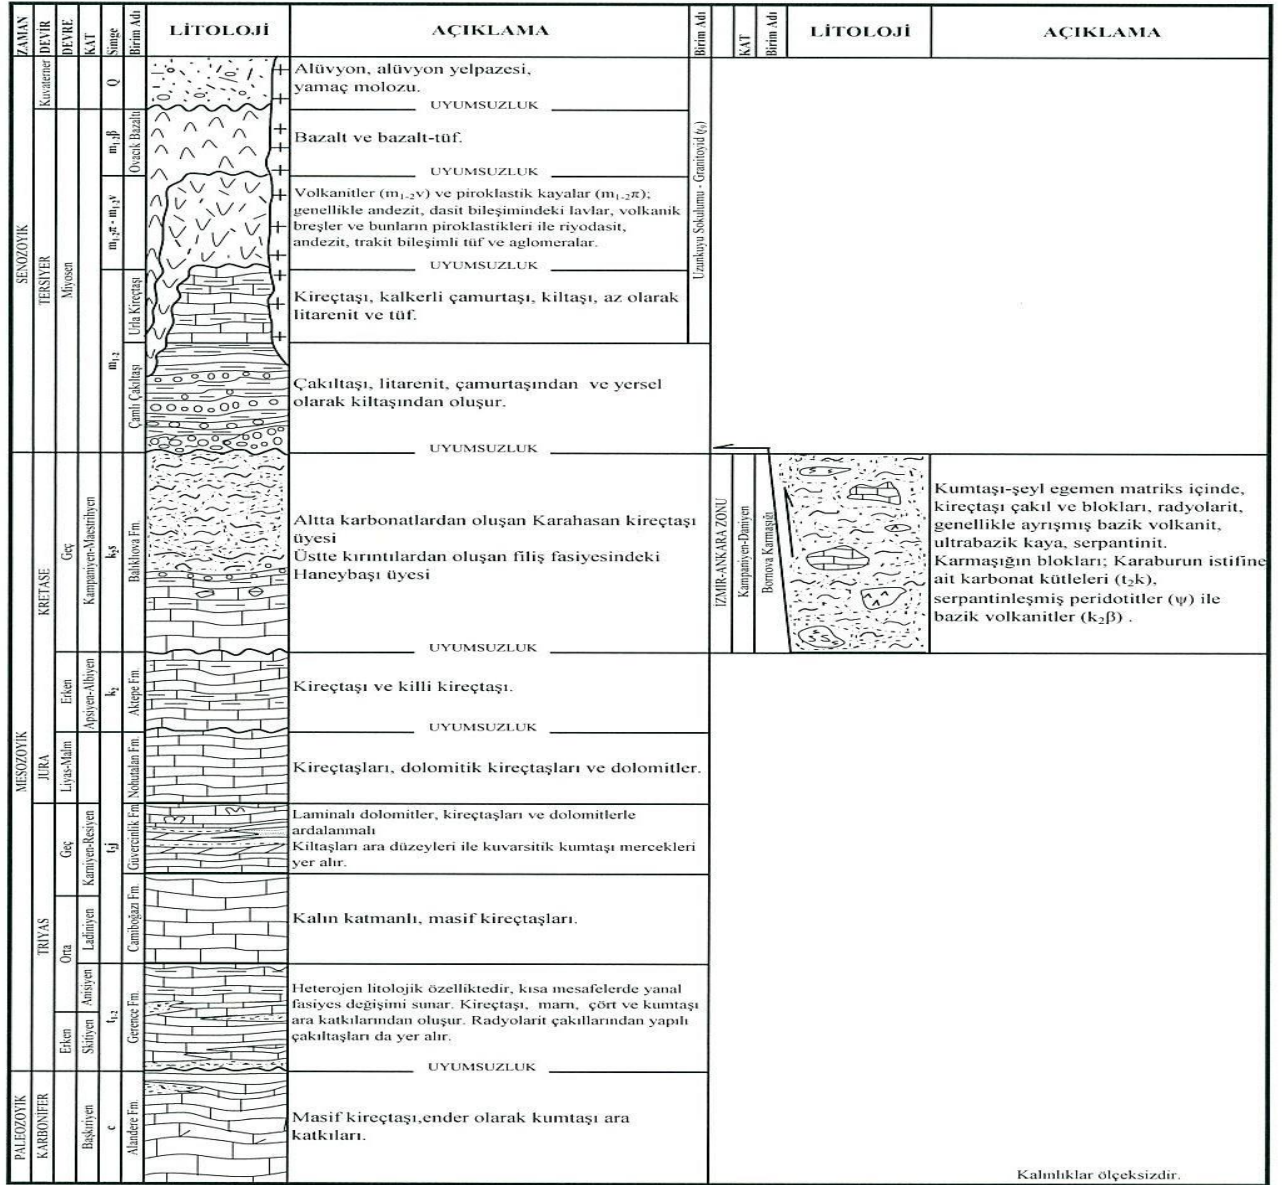 ZAMAN
DEVİR
DEVRE
KAT
Simge
Birim Adı
LİTOLOJİ
AÇIKLAMA
Birim Adı
KAT
Birim Adı
LİTOLOJİ
AÇIKLAMA
SENOZOYİK
Kuvaterner
Q
Alüvyon, alüvyon yelpazesi,
yamaç molozu.
UYUMSUZLUK
TERSİYER
Miyosen
m₁₋₂β
Ovacık Bazaltı
Bazalt ve bazalt-tüf.
UYUMSUZLUK
m₁₋₂π - m₁₋₂v
Volkanitler (m₁₋₂v) ve piroklastik kayalar (m₁₋₂π);
genellikle andezit, dasit bileşimindeki lavlar, volkanik
breşler ve bunların piroklastikleri ile riyodasit,
andezit, trakit bileşimli tüf ve aglomeralar.
UYUMSUZLUK
Uzunkuyu Sokulumu - Granitoyid
m₁₋₂
Urla Kireçtaşı
Kireçtaşı, kalkerli çamurtaşı, kiltaşı, az olarak
litarenit ve tüf.
Çamlı Çakıltaşı
Çakıltaşı, litarenit, çamurtaşından ve yersel
olarak kiltaşından oluşur.
UYUMSUZLUK
MESOZOYİK
KRETASE
Geç
Kampaniyen-Maestrihyen
Balıklıova Fm.
Altta karbonatlardan oluşan Karahasan kireçtaşı
üyesi
Üstte kırıntılardan oluşan filiş fasiyesindeki
Haneybaşı üyesi
UYUMSUZLUK
IZMIR-ANKARA ZONU
Kampaniyen-Daniyen
Bornova Karmaşığı
Kumtaşı-şeyl egemen matriks içinde,
kireçtaşı çakıl ve blokları, radyolarit,
genellikle ayrışmış bazik volkanit,
ultrabazik kaya, serpantinit.
Karmaşığın blokları; Karaburun istifine
ait karbonat kütleleri (t₂k),
serpantinleşmiş peridotitler (ψ) ile
bazik volkanitler (k₂β) .
Erken
Apsiyen-Albiyen
k₂
Aktepe Fm.
Kireçtaşı ve killi kireçtaşı.
UYUMSUZLUK
JURA
Liyas-Malm
Nohutalan Fm.
Kireçtaşları, dolomitik kireçtaşları ve dolomitler.
TRİYAS
Geç
Karniyen-Resiyen
Güvercinlik Fm
Laminalı dolomitler, kireçtaşları ve dolomitlerle
ardalanmalı
Kiltaşları ara düzeyleri ile kuvarsitik kumtaşı mercekleri
yer alır.
Orta
Ladiniyen
Camiboğazı Fm.
Kalın katmanlı, masif kireçtaşları.
Anisiyen
Erken
Skitiyen
t₁₋₂
Gerence Fm.
Heterojen litolojik özelliktedir, kısa mesafelerde yanal
fasiyes değişimi sunar. Kireçtaşı, marn, çört ve kumtaşı
ara katkılarından oluşur. Radyolarit çakıllarından yapılı
çakıltaşları da yer alır.
UYUMSUZLUK
PALEOZOYİK
KARBONİFER
Başkiriyen
c
Alandere Fm.
Masif kireçtaşı,ender olarak kumtaşı ara
katkıları.
Kalınlıklar ölçeksizdir.